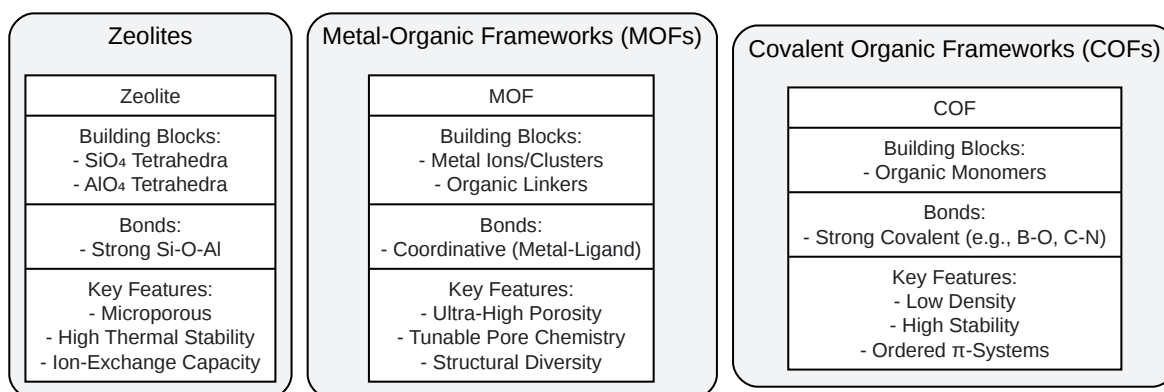 Zeolites
Zeolite
Building Blocks:
- SiO₄ Tetrahedra
- AlO₄ Tetrahedra
Bonds:
- Strong Si-O-Al
Key Features:
- Microporous
- High Thermal Stability
- Ion-Exchange Capacity
Metal-Organic Frameworks (MOFs)
MOF
Building Blocks:
- Metal Ions/Clusters
- Organic Linkers
Bonds:
- Coordinative (Metal-Ligand)
Key Features:
- Ultra-High Porosity
- Tunable Pore Chemistry
- Structural Diversity
Covalent Organic Frameworks (COFs)
COF
Building Blocks:
- Organic Monomers
Bonds:
- Strong Covalent (e.g., B-O, C-N)
Key Features:
- Low Density
- High Stability
- Ordered π-Systems